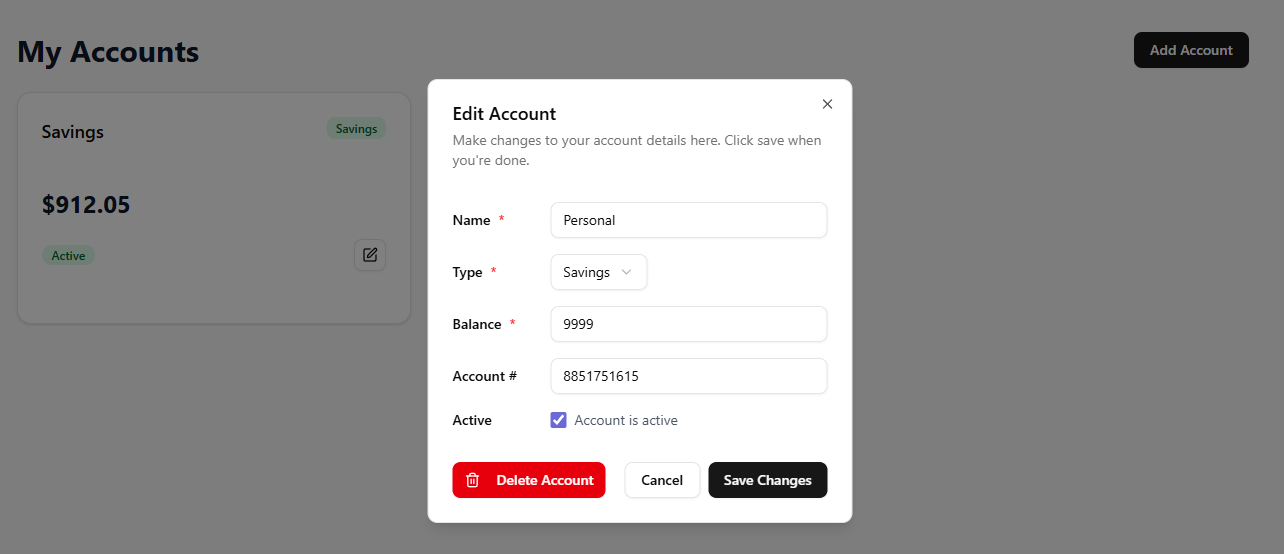 My Accounts
Add Account
Savings
Savings
$912.05
Active
Edit Account
Make changes to your account details here. Click save when
you're done.
Name *
Personal
Type *
Savings
Balance *
9999
Account #
8851751615
Active
Account is active
Delete Account
Cancel
Save Changes